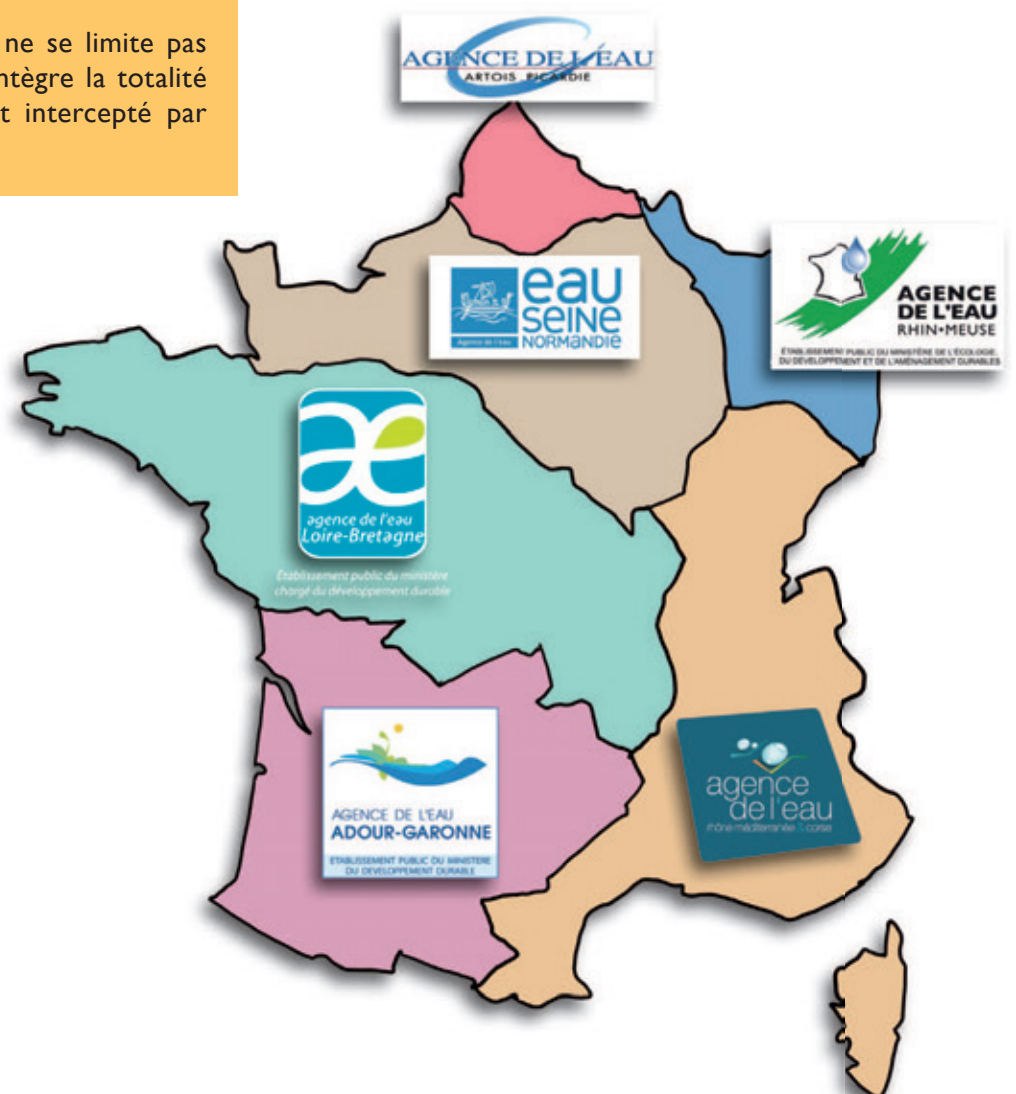 ne se limite pas
ntègre la totalité
t intercepté par
AGENCE DE L'EAU
ARTOIS PICARDIE
eau
seine
normandie
Agence de l'eau
AGENCE
DE L'EAU
RHIN•MEUSE
ÉTABLISSEMENT PUBLIC DU MINISTÈRE DE L'ÉCOLOGIE,
DU DÉVELOPPEMENT ET DE L'AMÉNAGEMENT DURABLES
æ
agence de l'eau
Loire-Bretagne
Établissement public du ministère
chargé du développement durable
AGENCE DE L'EAU
ADOUR-GARONNE
ETABLISSEMENT PUBLIC DU MINISTERE
DU DEVELOPPEMENT DURABLE
agence
de l'eau
rhône-méditerranée & corse